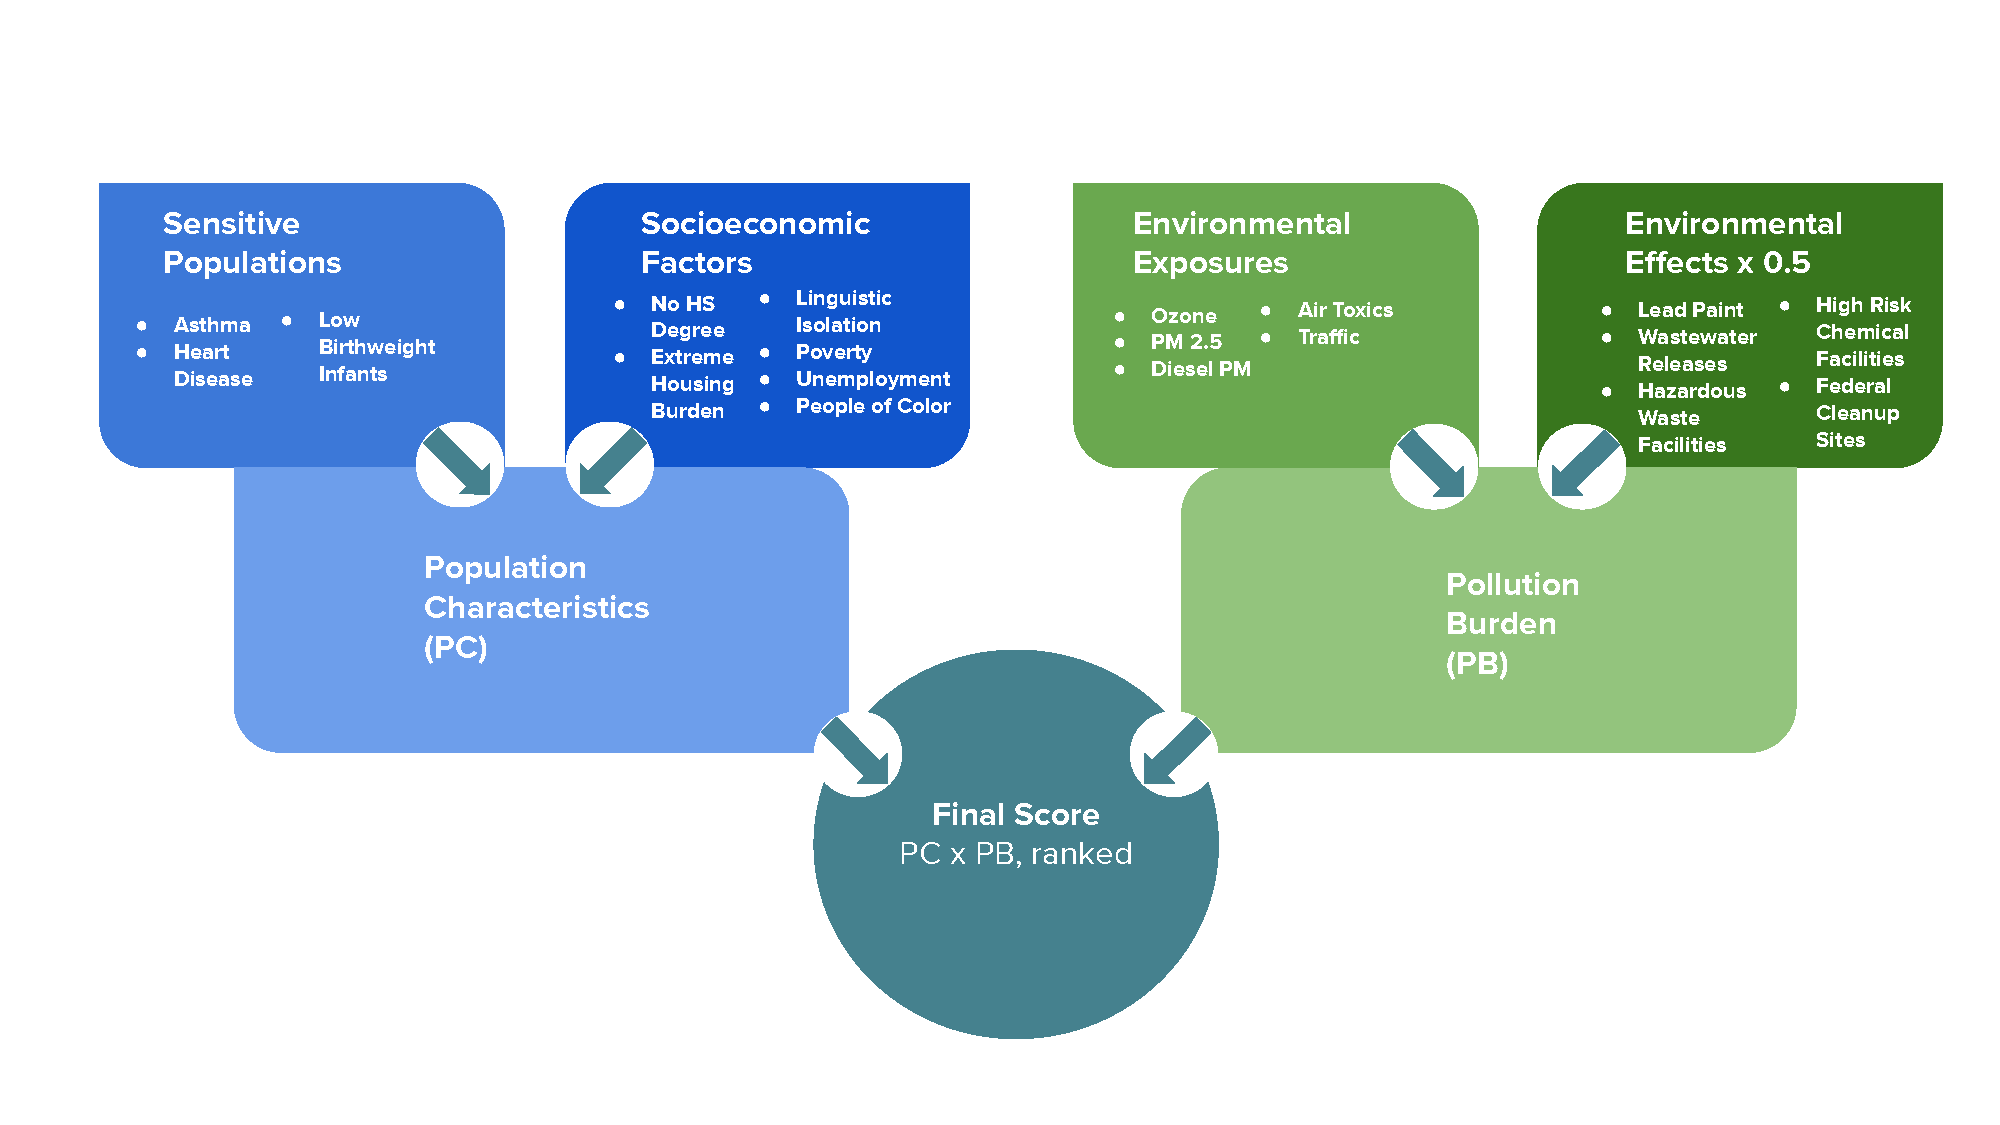 Sensitive
Populations
● Asthma
● Heart
Disease
● Low
Birthweight
Infants
Socioeconomic
Factors
● No HS
Degree
● Extreme
Housing
Burden
● Linguistic
Isolation
● Poverty
● Unemployment
● People of Color
Environmental
Exposures
● Ozone
● PM 2.5
● Diesel PM
● Air Toxics
● Traffic
Environmental
Effects x 0.5
● Lead Paint
● Wastewater
Releases
● Hazardous
Waste
Facilities
● High Risk
Chemical
Facilities
● Federal
Cleanup
Sites
Population
Characteristics
(PC)
Pollution
Burden
(PB)
Final Score
PC x PB, ranked